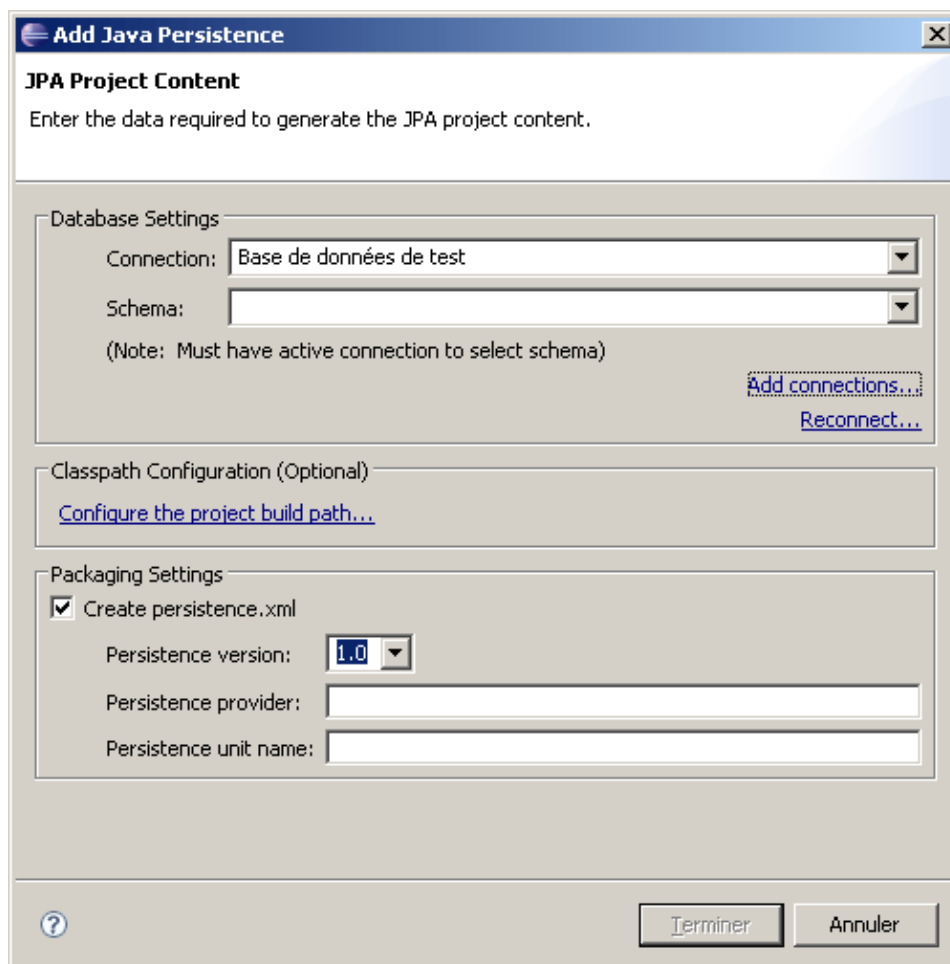 Add Java Persistence
JPA Project Content
Enter the data required to generate the JPA project content.
Database Settings
Connection: Base de données de test
Schema:
(Note: Must have active connection to select schema)
Add connections...
Reconnect...
Classpath Configuration (Optional)
Configure the project build path...
Packaging Settings
Create persistence.xml
Persistence version: 1.0
Persistence provider:
Persistence unit name:
Terminer Annuler